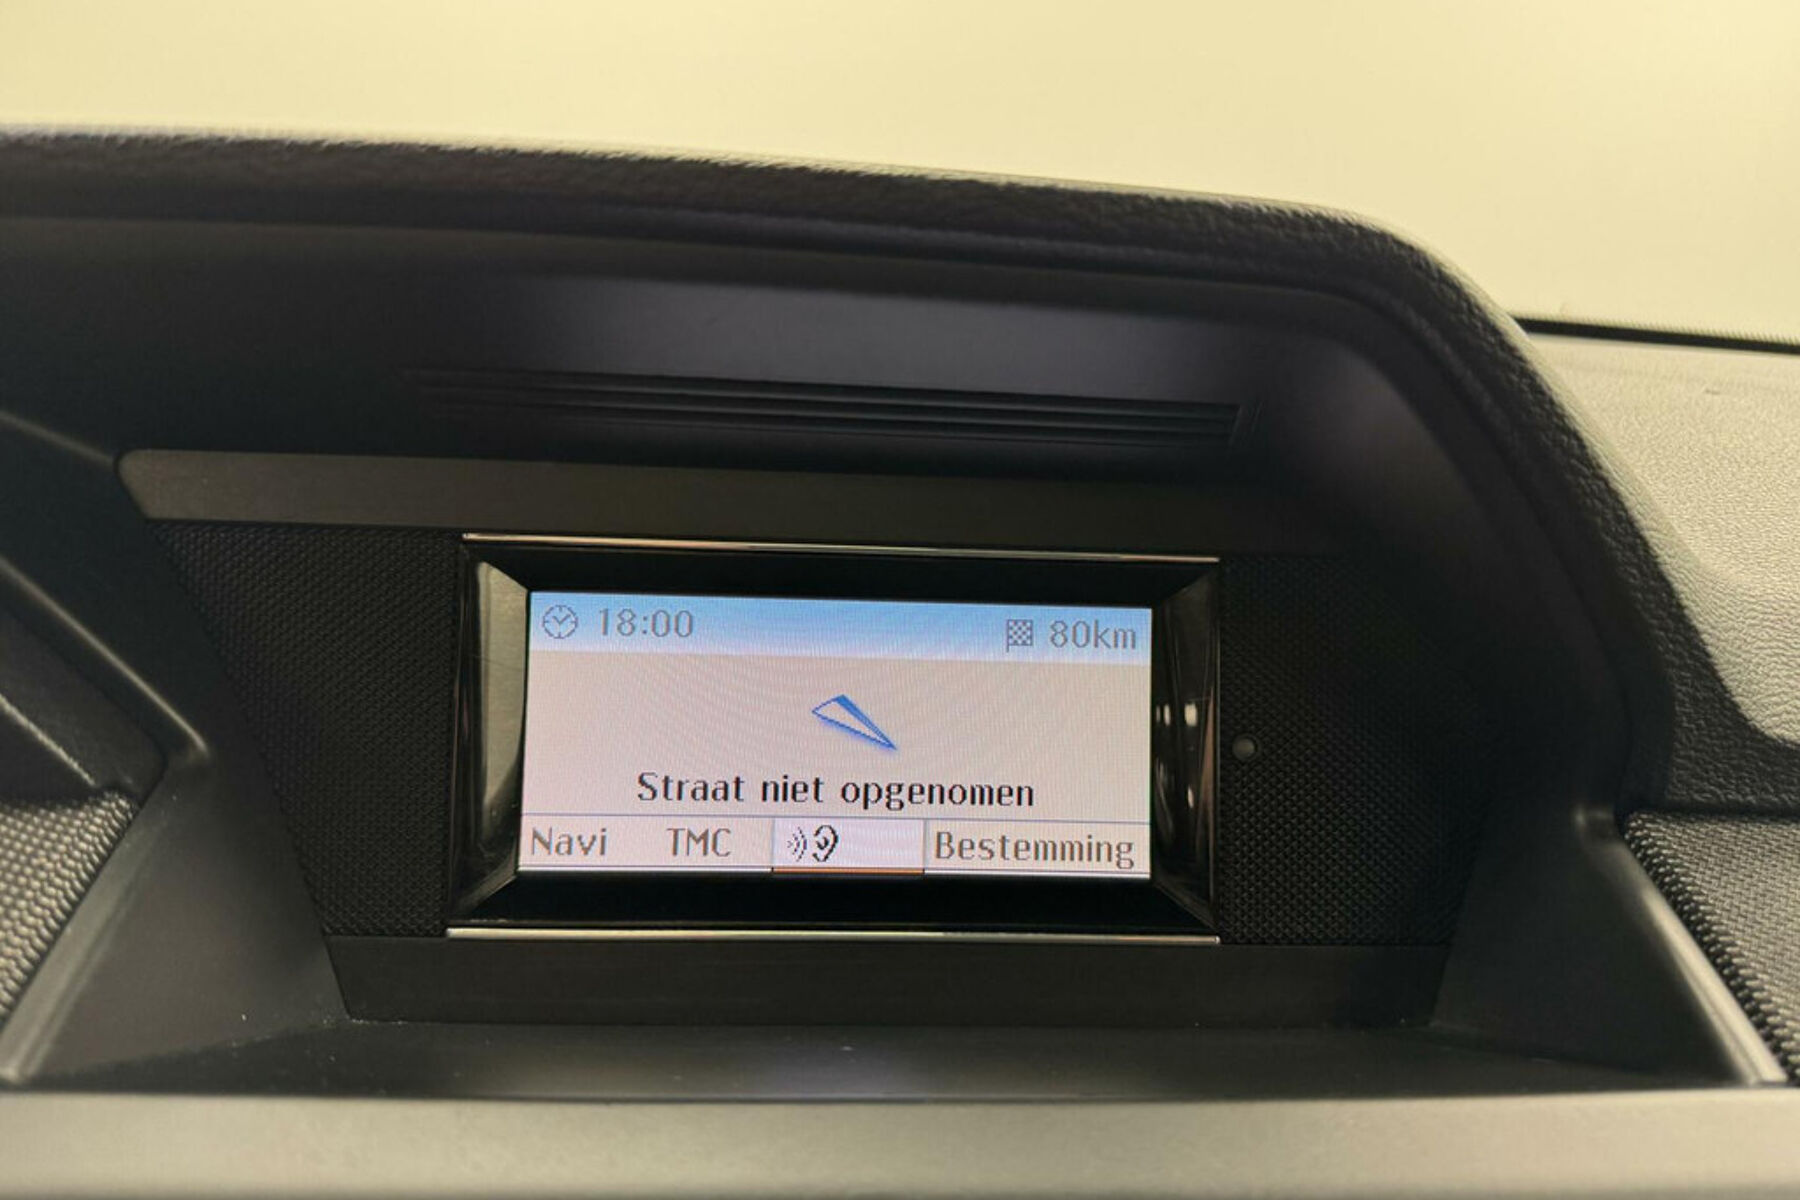 18:00 80km
Straat niet opgenomen
Navi TMC Bestemming